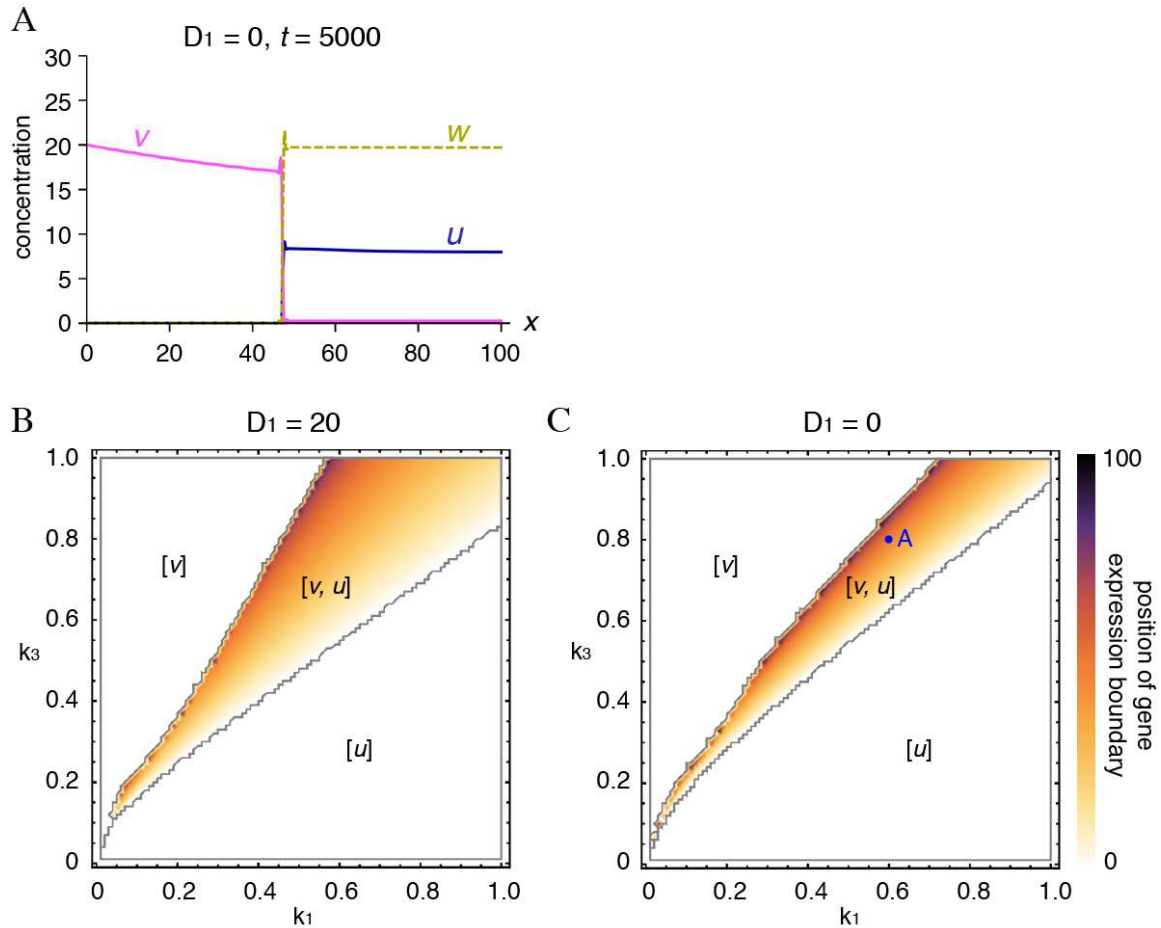 A
D₁ = 0, t = 5000
concentration
30
25
20
15
10
5
0
v
w
u
0 20 40 60 80 100 x
B
D₁ = 20
k₃
1.0
0.8
0.6
0.4
0.2
0
[v]
[v, u]
[u]
0 0.2 0.4 0.6 0.8 1.0
k₁
C
D₁ = 0
k₃
1.0
0.8
0.6
0.4
0.2
0
[v]
A
[v, u]
[u]
0 0.2 0.4 0.6 0.8 1.0
k₁
100
0
position of gene
expression boundary